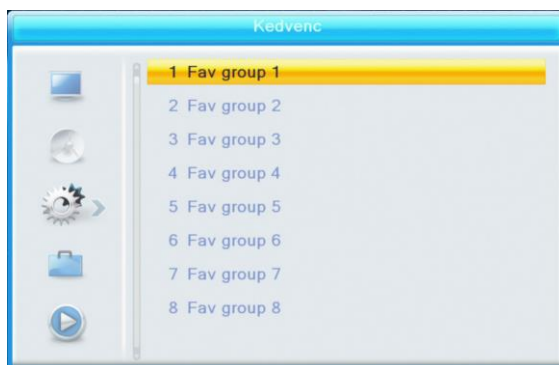 Kedvenc
1 Fav group 1
2 Fav group 2
3 Fav group 3
4 Fav group 4
5 Fav group 5
6 Fav group 6
7 Fav group 7
8 Fav group 8